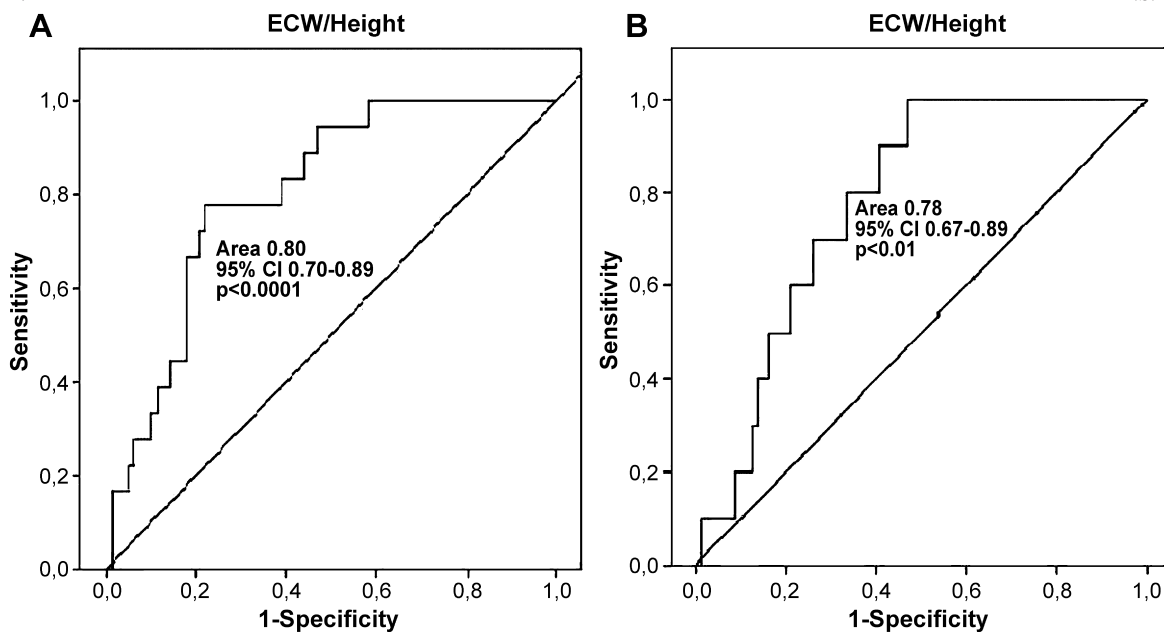 A
ECW/Height
1,0
0,8
0,6
0,4
0,2
0,0
Sensitivity
Area 0.80
95% CI 0.70-0.89
p<0.0001
0,0 0,2 0,4 0,6 0,8 1,0
1-Specificity
B
ECW/Height
1,0
0,8
0,6
0,4
0,2
0,0
Sensitivity
Area 0.78
95% CI 0.67-0.89
p<0.01
0,0 0,2 0,4 0,6 0,8 1,0
1-Specificity